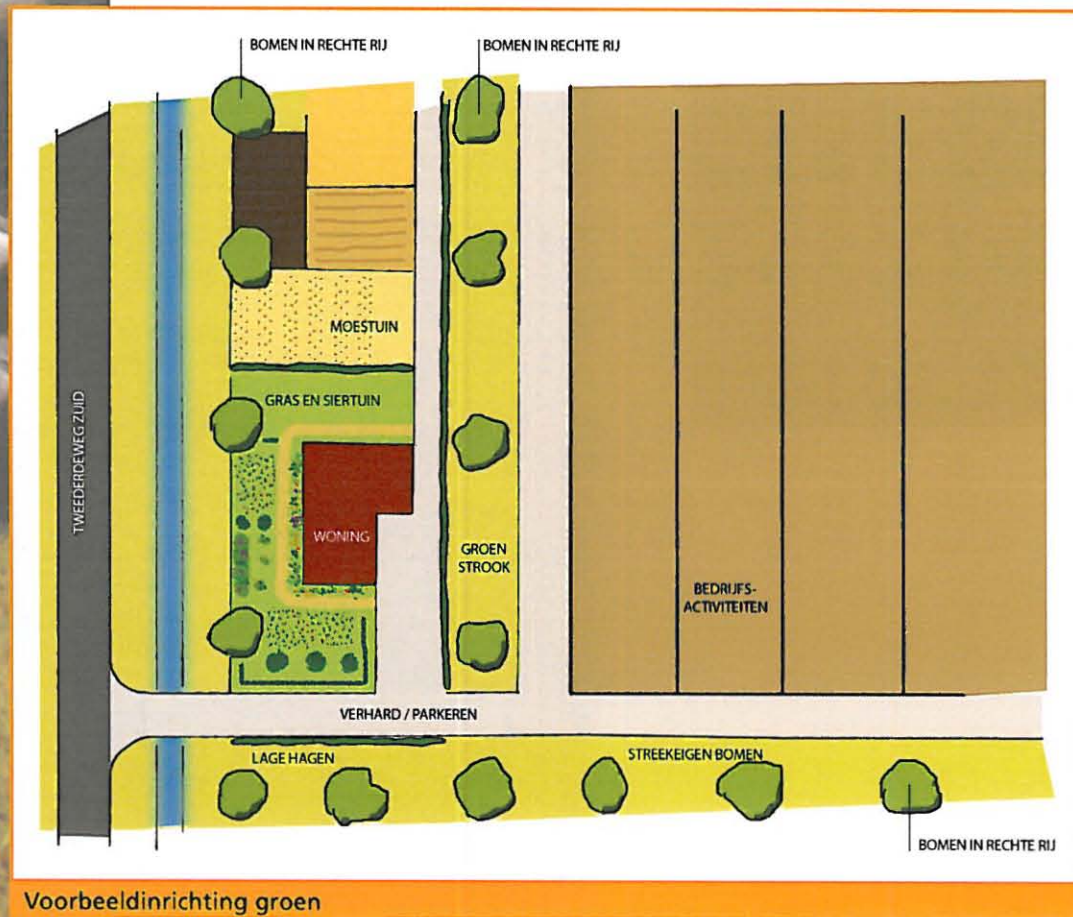 BOMEN IN RECHTE RIJ
BOMEN IN RECHTE RIJ
MOESTUIN
GRAS EN SIERTUIN
TWEEDERDEWEG ZUID
WONING
GROEN
STROOK
BEDRIJFS-
ACTIVITEITEN
VERHARD / PARKEREN
LAGE HAGEN
STREEKEIGEN BOMEN
BOMEN IN RECHTE RIJ
Voorbeeldinrichting groen